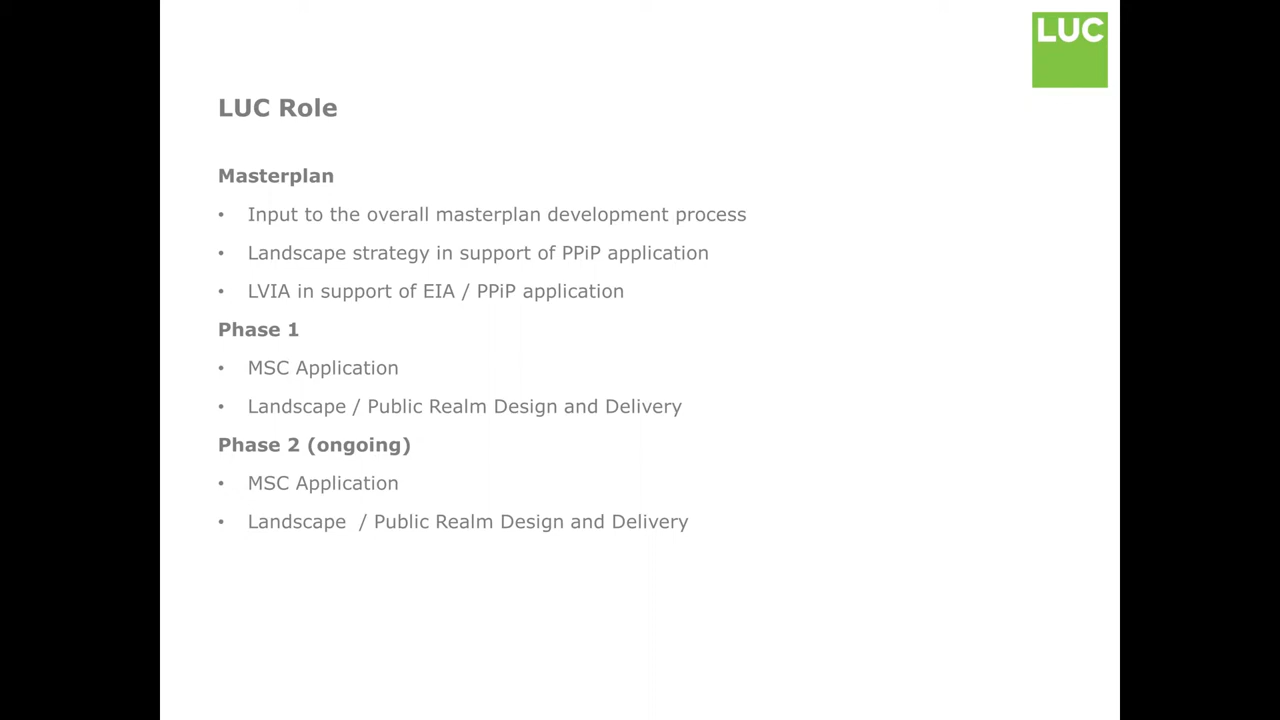 LUC
LUC Role
Masterplan
• Input to the overall masterplan development process
• Landscape strategy in support of PPiP application
• LVIA in support of EIA / PPiP application
Phase 1
• MSC Application
• Landscape / Public Realm Design and Delivery
Phase 2 (ongoing)
• MSC Application
• Landscape  / Public Realm Design and Delivery